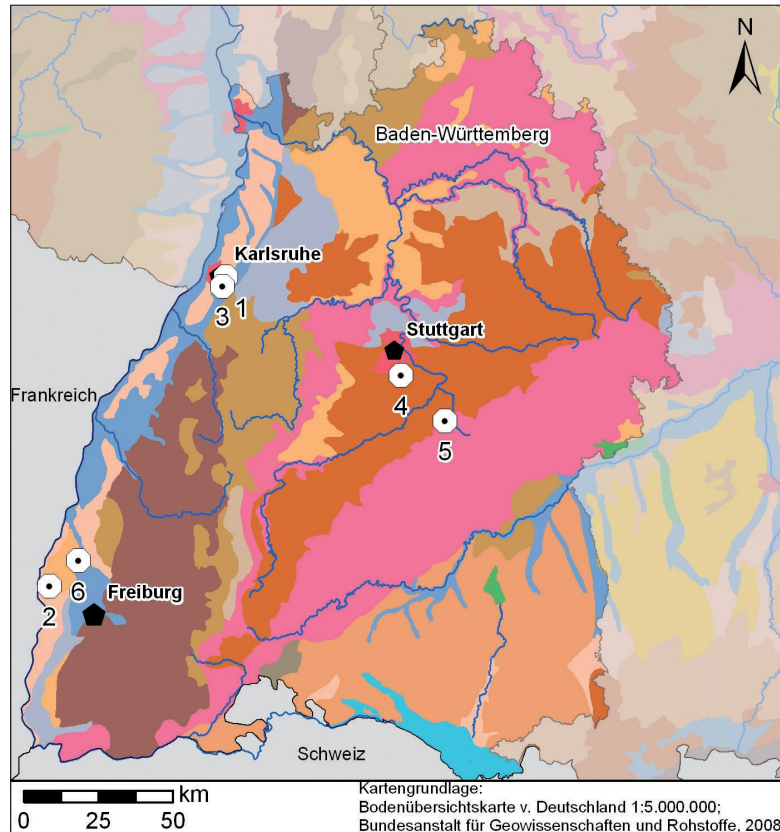 N
Baden-Württemberg
Karlsruhe
3 1
Stuttgart
Frankreich
4
5
6
2
Freiburg
Schweiz
km
0 25 50
Kartengrundlage:
Bodenübersichtskarte v. Deutschland 1:5.000.000;
Bundesanstalt für Geowissenschaften und Rohstoffe, 2008